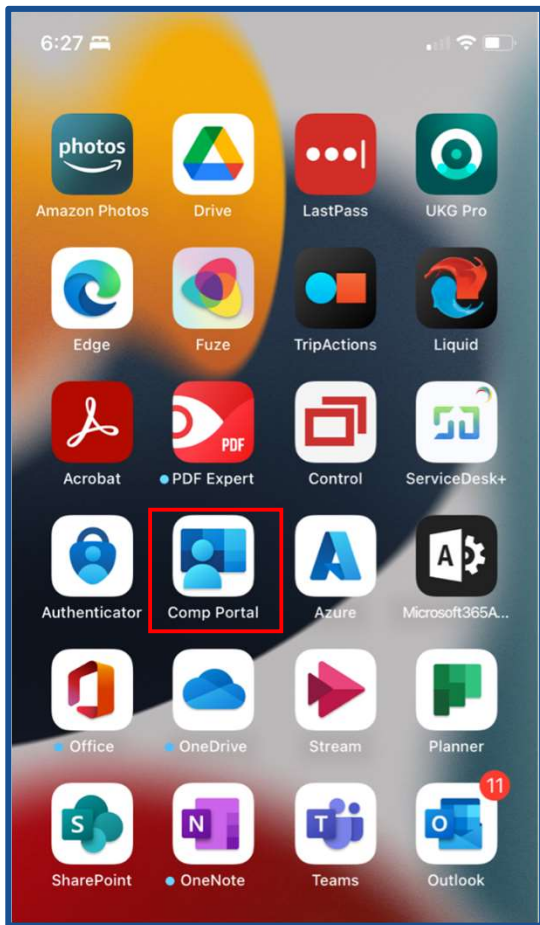 6:27
photos
Amazon Photos
Drive
LastPass
UKG Pro
Edge
Fuze
TripActions
Liquid
PDF
Acrobat
PDF Expert
Control
ServiceDesk+
A
Authenticator
Comp Portal
Azure
Microsoft365A...
Office
OneDrive
Stream
Planner
11
S
N
T
O
SharePoint
OneNote
Teams
Outlook